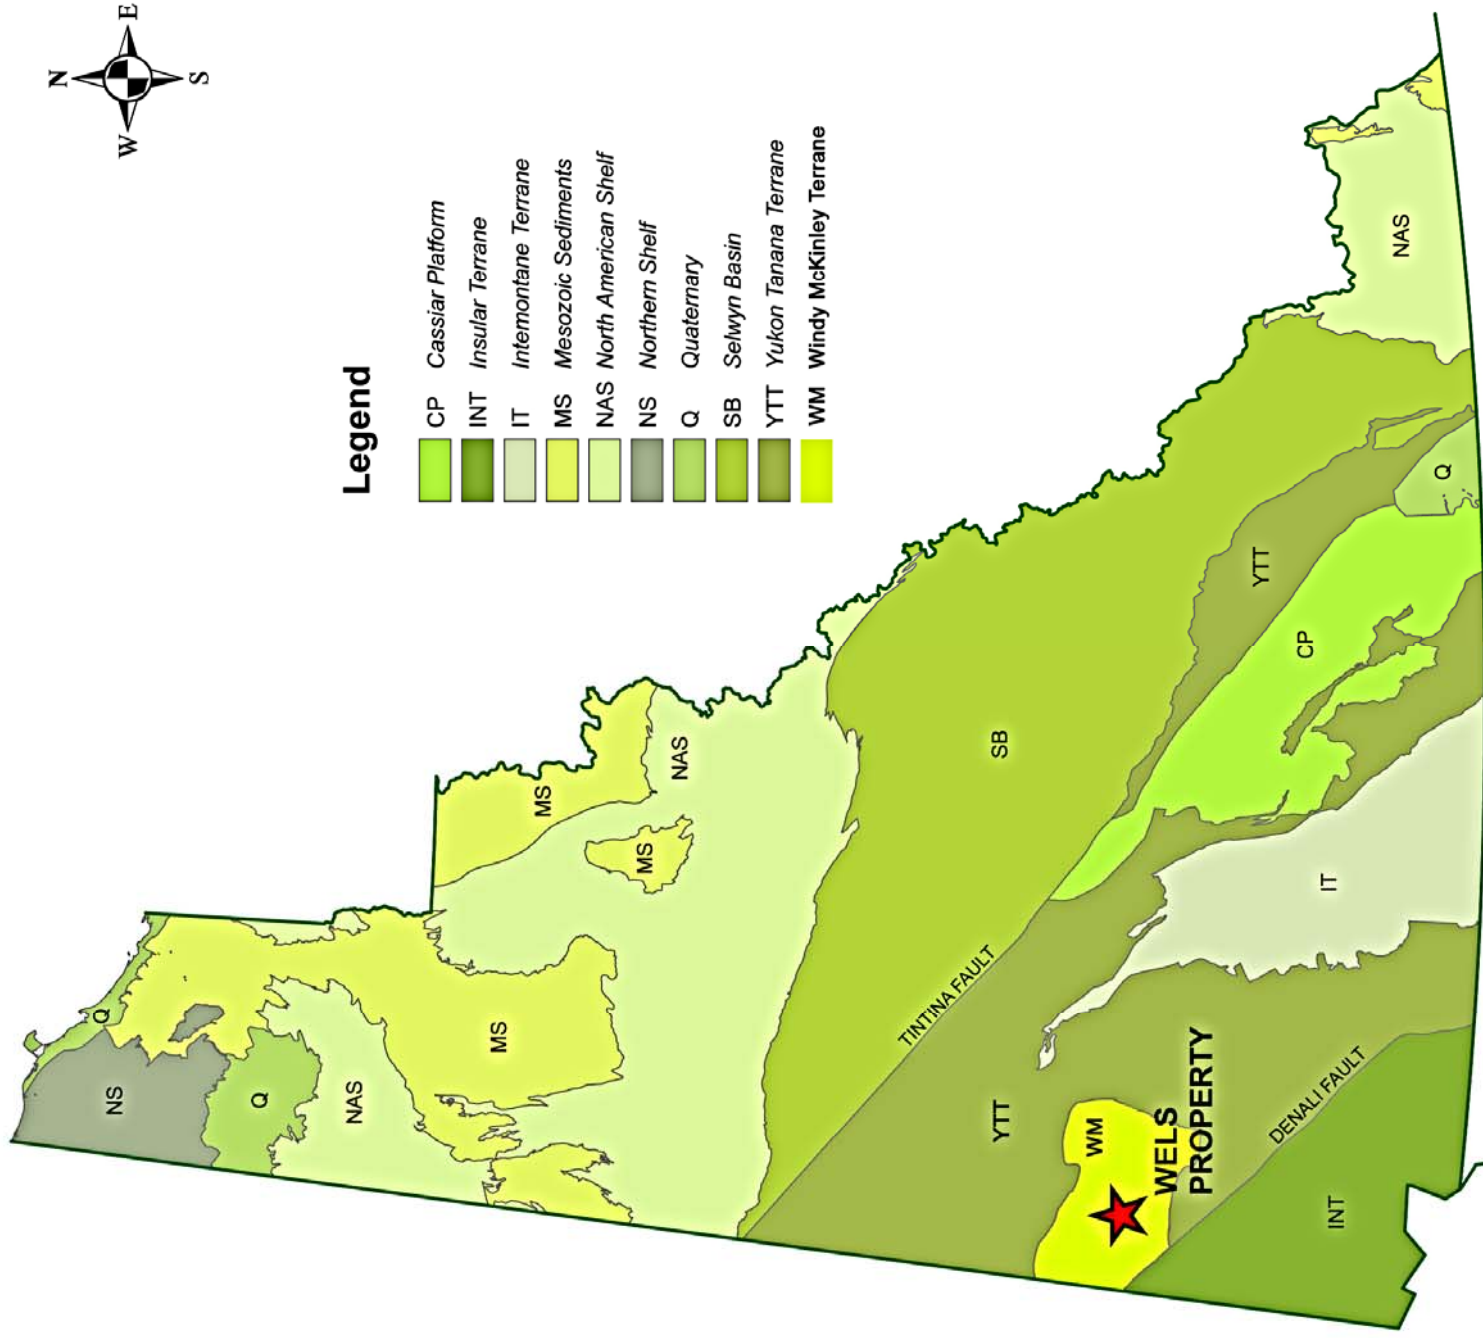 N
W
E
S
Legend
CP Cassiar Platform
INT Insular Terrane
IT Intemontane Terrane
MS Mesozoic Sediments
NAS North American Shelf
NS Northern Shelf
Q Quaternary
SB Selwyn Basin
YTT Yukon Tanana Terrane
WM Windy McKinley Terrane
NS
Q
Q
MS
NAS
MS
MS
NAS
MS
SB
NAS
TINTINA FAULT
YTT
YTT
CP
Q
IT
WM
WELS
PROPERTY
DENALI FAULT
INT